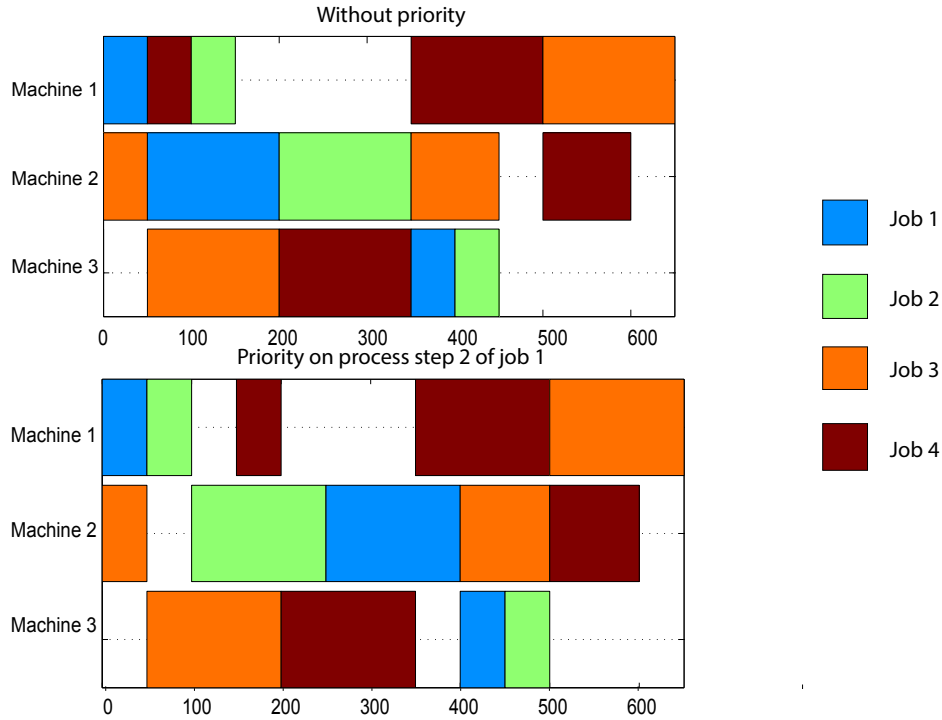 Without priority
Machine 1
Machine 2
Machine 3
0 100 200 300 400 500 600
Priority on process step 2 of job 1
Machine 1
Machine 2
Machine 3
0 100 200 300 400 500 600
Job 1
Job 2
Job 3
Job 4